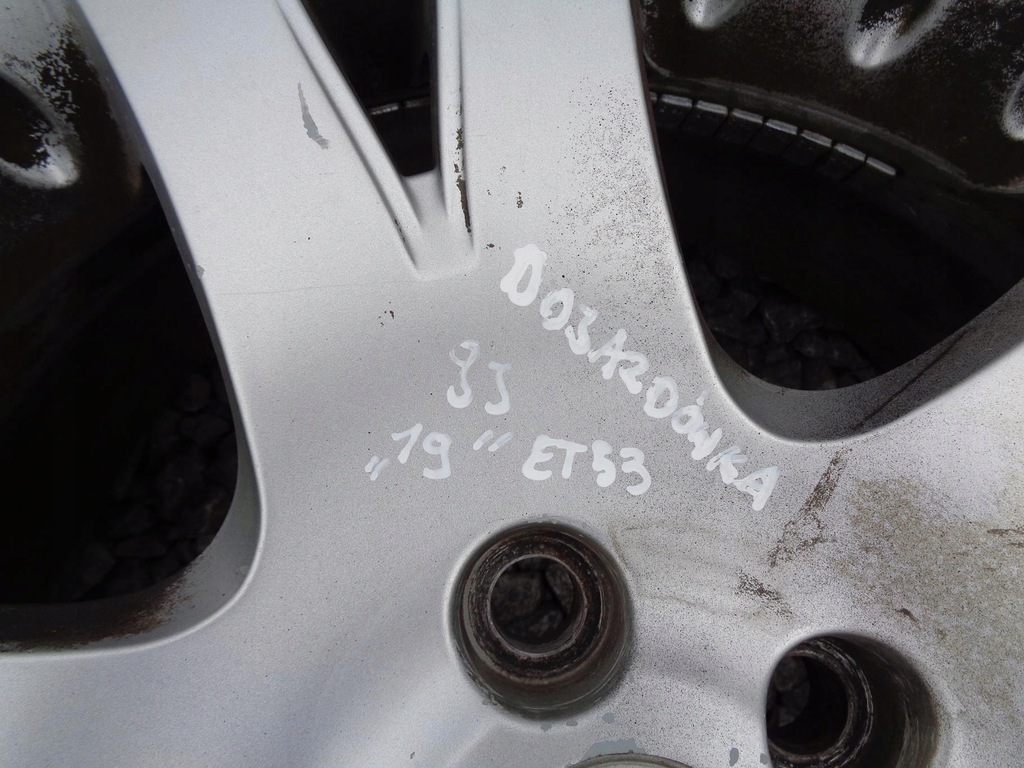 DOJAZDÓWKA
9J
"19" ET53